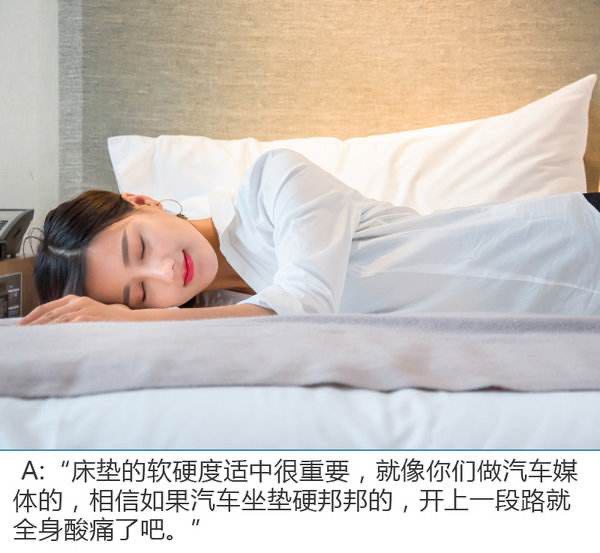 A:“床垫的软硬度适中很重要，就像你们做汽车媒
体的，相信如果汽车坐垫硬邦邦的，开上一段路就
全身酸痛了吧。”